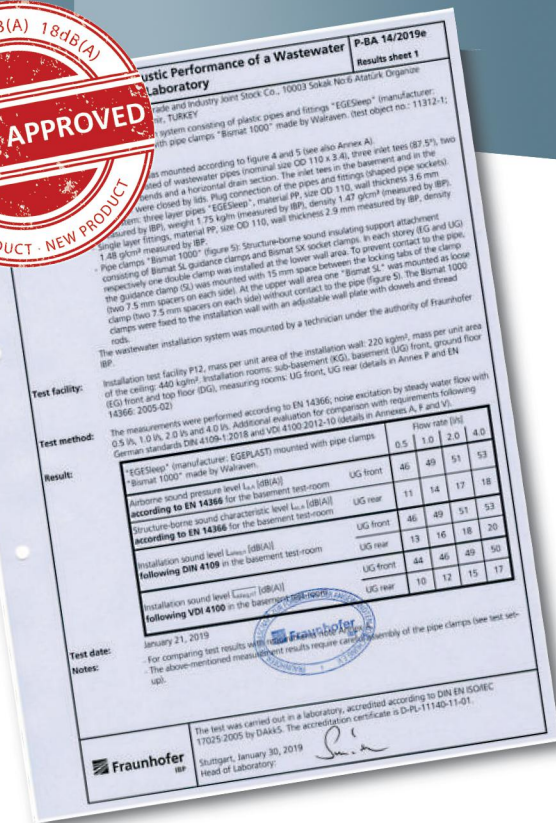 B(A) 18dB(A)
APPROVED
DUCT · NEW PRODUCT
ustic Performance of a Wastewater
Laboratory
P-BA 14/2019e
Results sheet 1
rade and Industry Joint Stock Co., 10003 Sokak No:6 Atatürk Organize
ir, TURKEY
system consisting of plastic pipes and fittings "EGESleep" (manufacturer:
ith pipe clamps "Bismat 1000" made by Walraven. (test object no.: 11312-1;
as mounted according to figure 4 and 5 (see also Annex A).
sted of wastewater pipes (nominal size OD 110 x 3.4), three inlet tees (87.5°), two
bends and a horizontal drain section. The inlet tees in the basement and in the
were closed by lids. Plug connection of the pipes and fittings (shaped pipe sockets).
tem: three layer pipes "EGESleep", material PP, size OD 110, wall thickness 3.6 mm
asured by IBP), weight 1.75 kg/m (measured by IBP), density 1.47 g/cm³ (measured by IBP).
Single layer fittings, material PP, size OD 110, wall thickness 2.9 mm measured by IBP, density
1.48 g/cm³ measured by IBP.
- Pipe clamps "Bismat 1000" (figure 5): Structure-borne sound insulating support attachment
consisting of Bismat SL guidance clamps and Bismat SX socket clamps. In each storey (EG and UG)
respectively one double clamp was installed at the lower wall area. To prevent contact to the pipe,
the guidance clamp (SL) was mounted with 15 mm space between the locking tabs of the clamp
(two 7.5 mm spacers on each side). At the upper wall area one "Bismat SL" was mounted as loose
clamp (two 7.5 mm spacers on each side) without contact to the pipe (figure 5). The Bismat 1000
clamps were fixed to the installation wall with an adjustable wall plate with dowels and thread
rods.
The wastewater installation system was mounted by a technician under the authority of Fraunhofer
IBP.
Test facility:
Installation test facility P12, mass per unit area of the installation wall: 220 kg/m², mass per unit area
of the ceiling: 440 kg/m². Installation rooms: sub-basement (KG), basement (UG) front, ground floor
(EG) front and top floor (DG), measuring rooms: UG front, UG rear (details in Annex P and EN
14366: 2005-02)
Test method:
The measurements were performed according to EN 14366; noise excitation by steady water flow with
0.5 l/s, 1.0 l/s, 2.0 l/s and 4.0 l/s. Additional evaluation for comparison with requirements following
German standards DIN 4109-1:2018 and VDI 4100:2012-10 (details in Annexes A, F and V).
Result:
"EGESleep" (manufacturer: EGEPLAST) mounted with pipe clamps
"Bismat 1000" made by Walraven.
Flow rate [l/s]
0.5 1.0 2.0 4.0
Airborne sound pressure level [dB(A)]
according to EN 14366 for the basement test-room
UG front 46 49 51 53
Structure-borne sound characteristic level [dB(A)]
according to EN 14366 for the basement test-room
UG rear 11 14 17 18
Installation sound level [dB(A)]
following DIN 4109 in the basement test-room
UG front 46 49 51 53
UG rear 13 16 18 20
Installation sound level [dB(A)]
following VDI 4100 in the basement test-room
UG front 44 46 49 50
UG rear 10 12 15 17
Test date:
January 21, 2019
Notes:
- For comparing test results with requirements note Annex A.
- The above-mentioned measurement results require careful assembly of the pipe clamps (see test set-
up).
Fraunhofer
Fraunhofer
IBP
The test was carried out in a laboratory, accredited according to DIN EN ISO/IEC
17025:2005 by DAkkS. The accreditation certificate is D-PL-11140-11-01.
Stuttgart, January 30, 2019
Head of Laboratory: